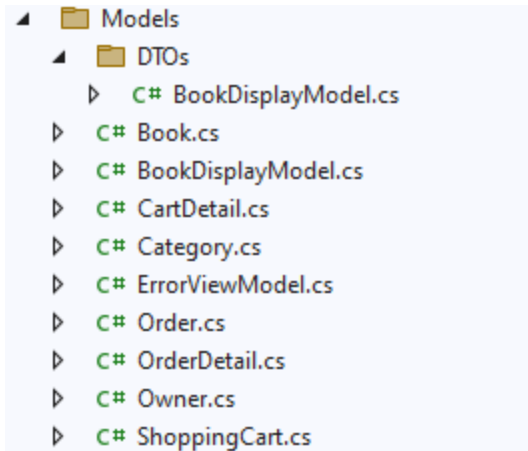 Models
DTOs
C# BookDisplayModel.cs
C# Book.cs
C# BookDisplayModel.cs
C# CartDetail.cs
C# Category.cs
C# ErrorViewModel.cs
C# Order.cs
C# OrderDetail.cs
C# Owner.cs
C# ShoppingCart.cs